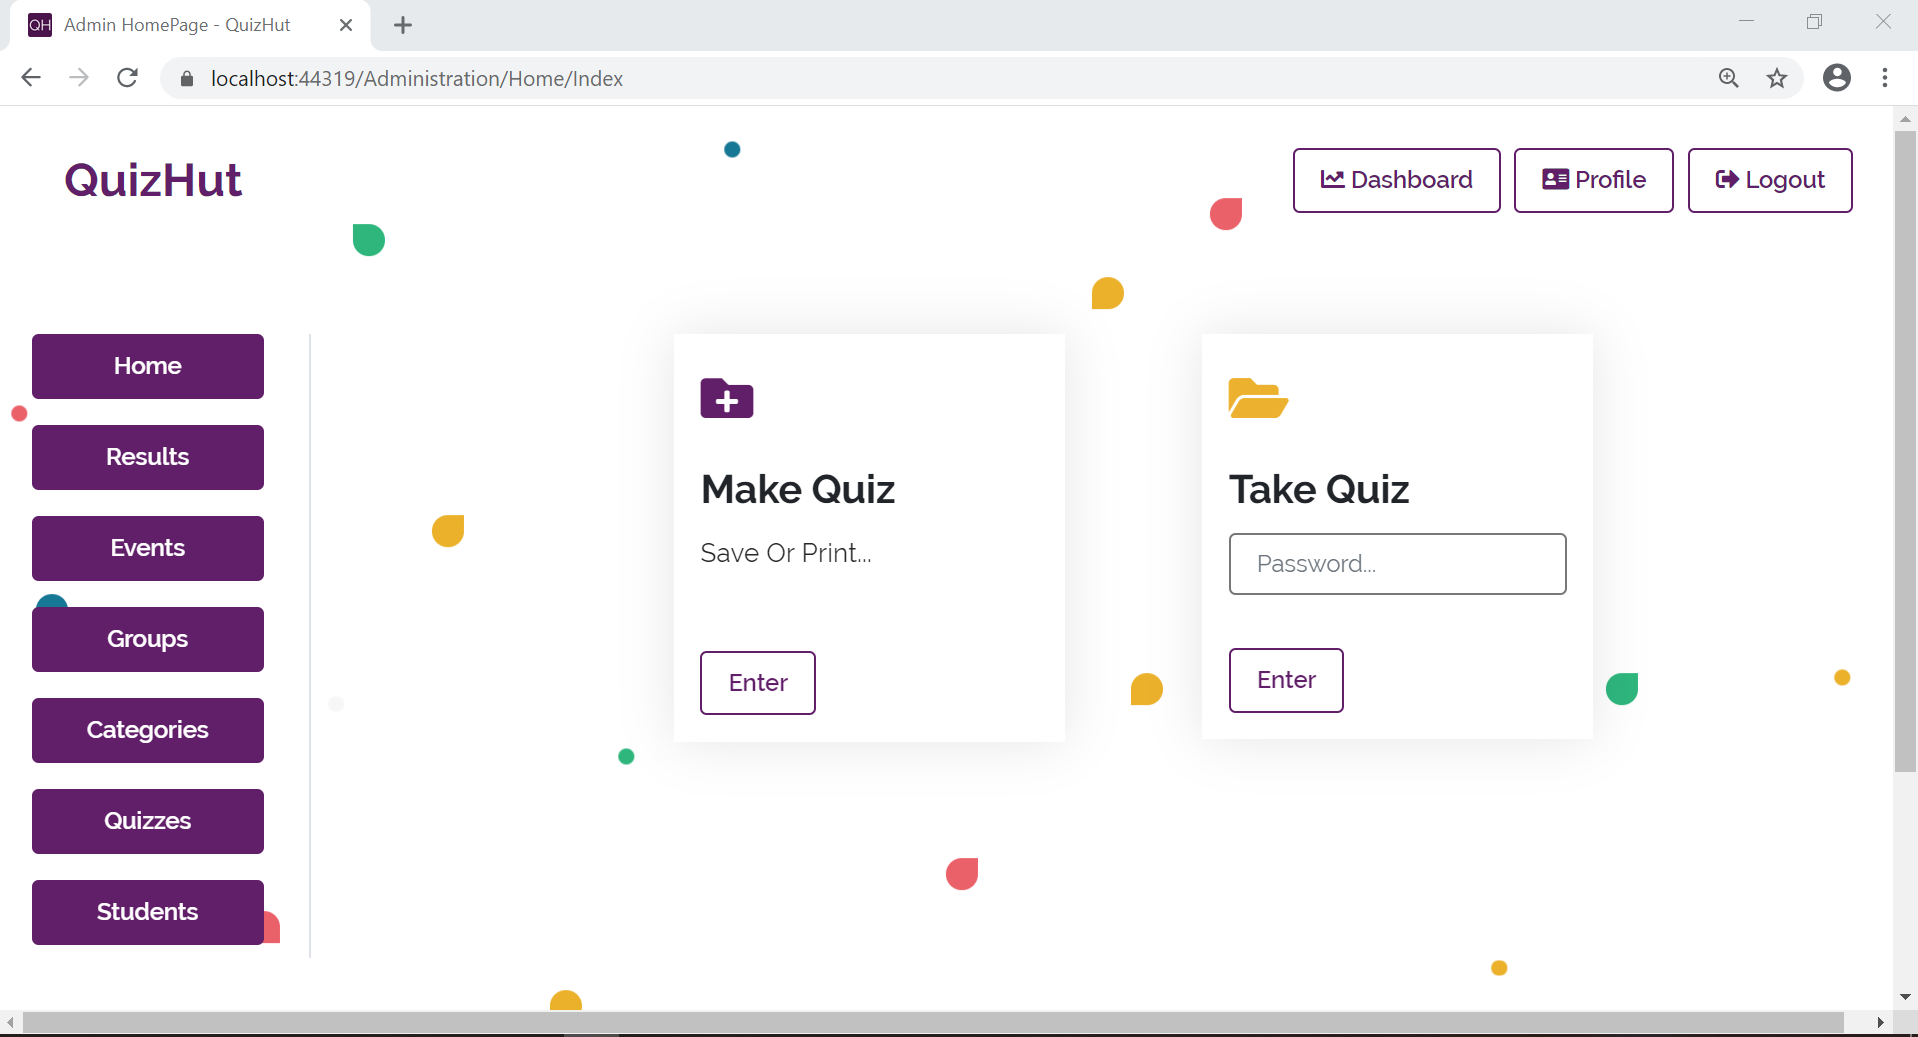 QH Admin HomePage - QuizHut
localhost:44319/Administration/Home/Index
QuizHut
Dashboard
Profile
Logout
Home
Results
Events
Groups
Categories
Quizzes
Students
Make Quiz
Save Or Print...
Enter
Take Quiz
Password...
Enter